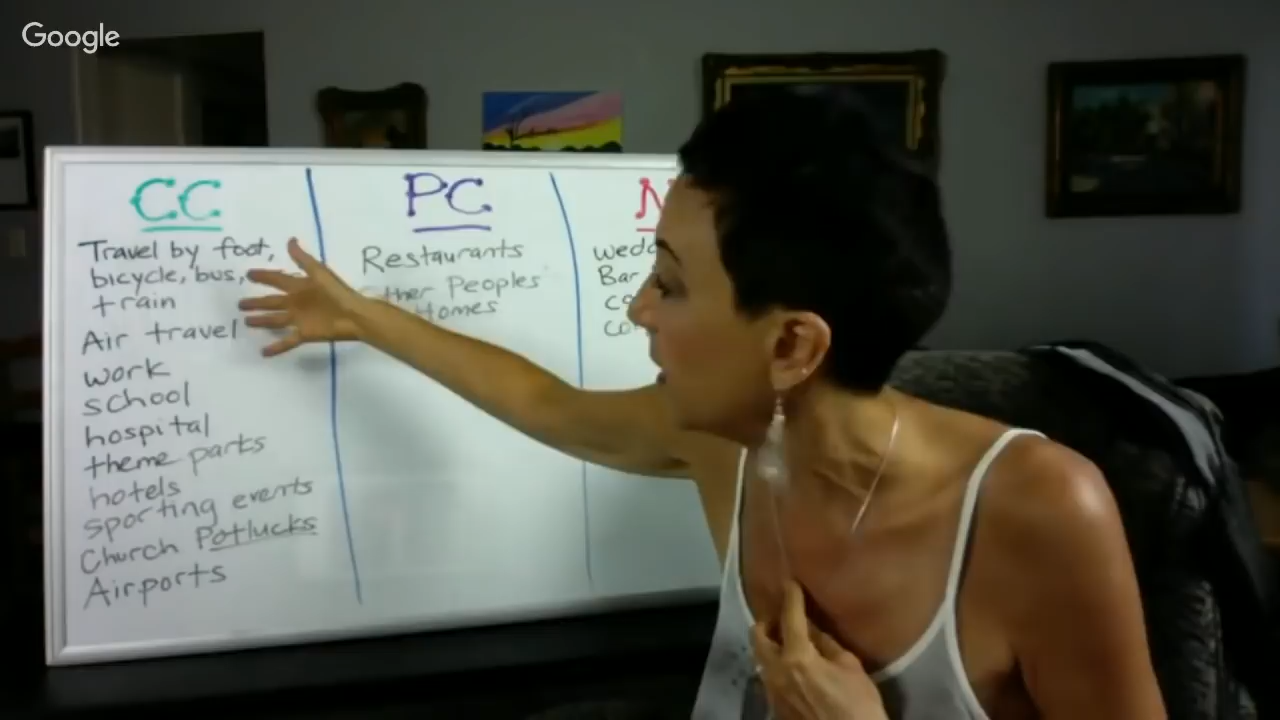 Google
CC
Travel by foot,
bicycle, bus,
train
Air travel
work
school
hospital
theme parts
hotels
sporting events
Church Potlucks
Airports
PC
Restaurants
Peoples
Homes
Bar